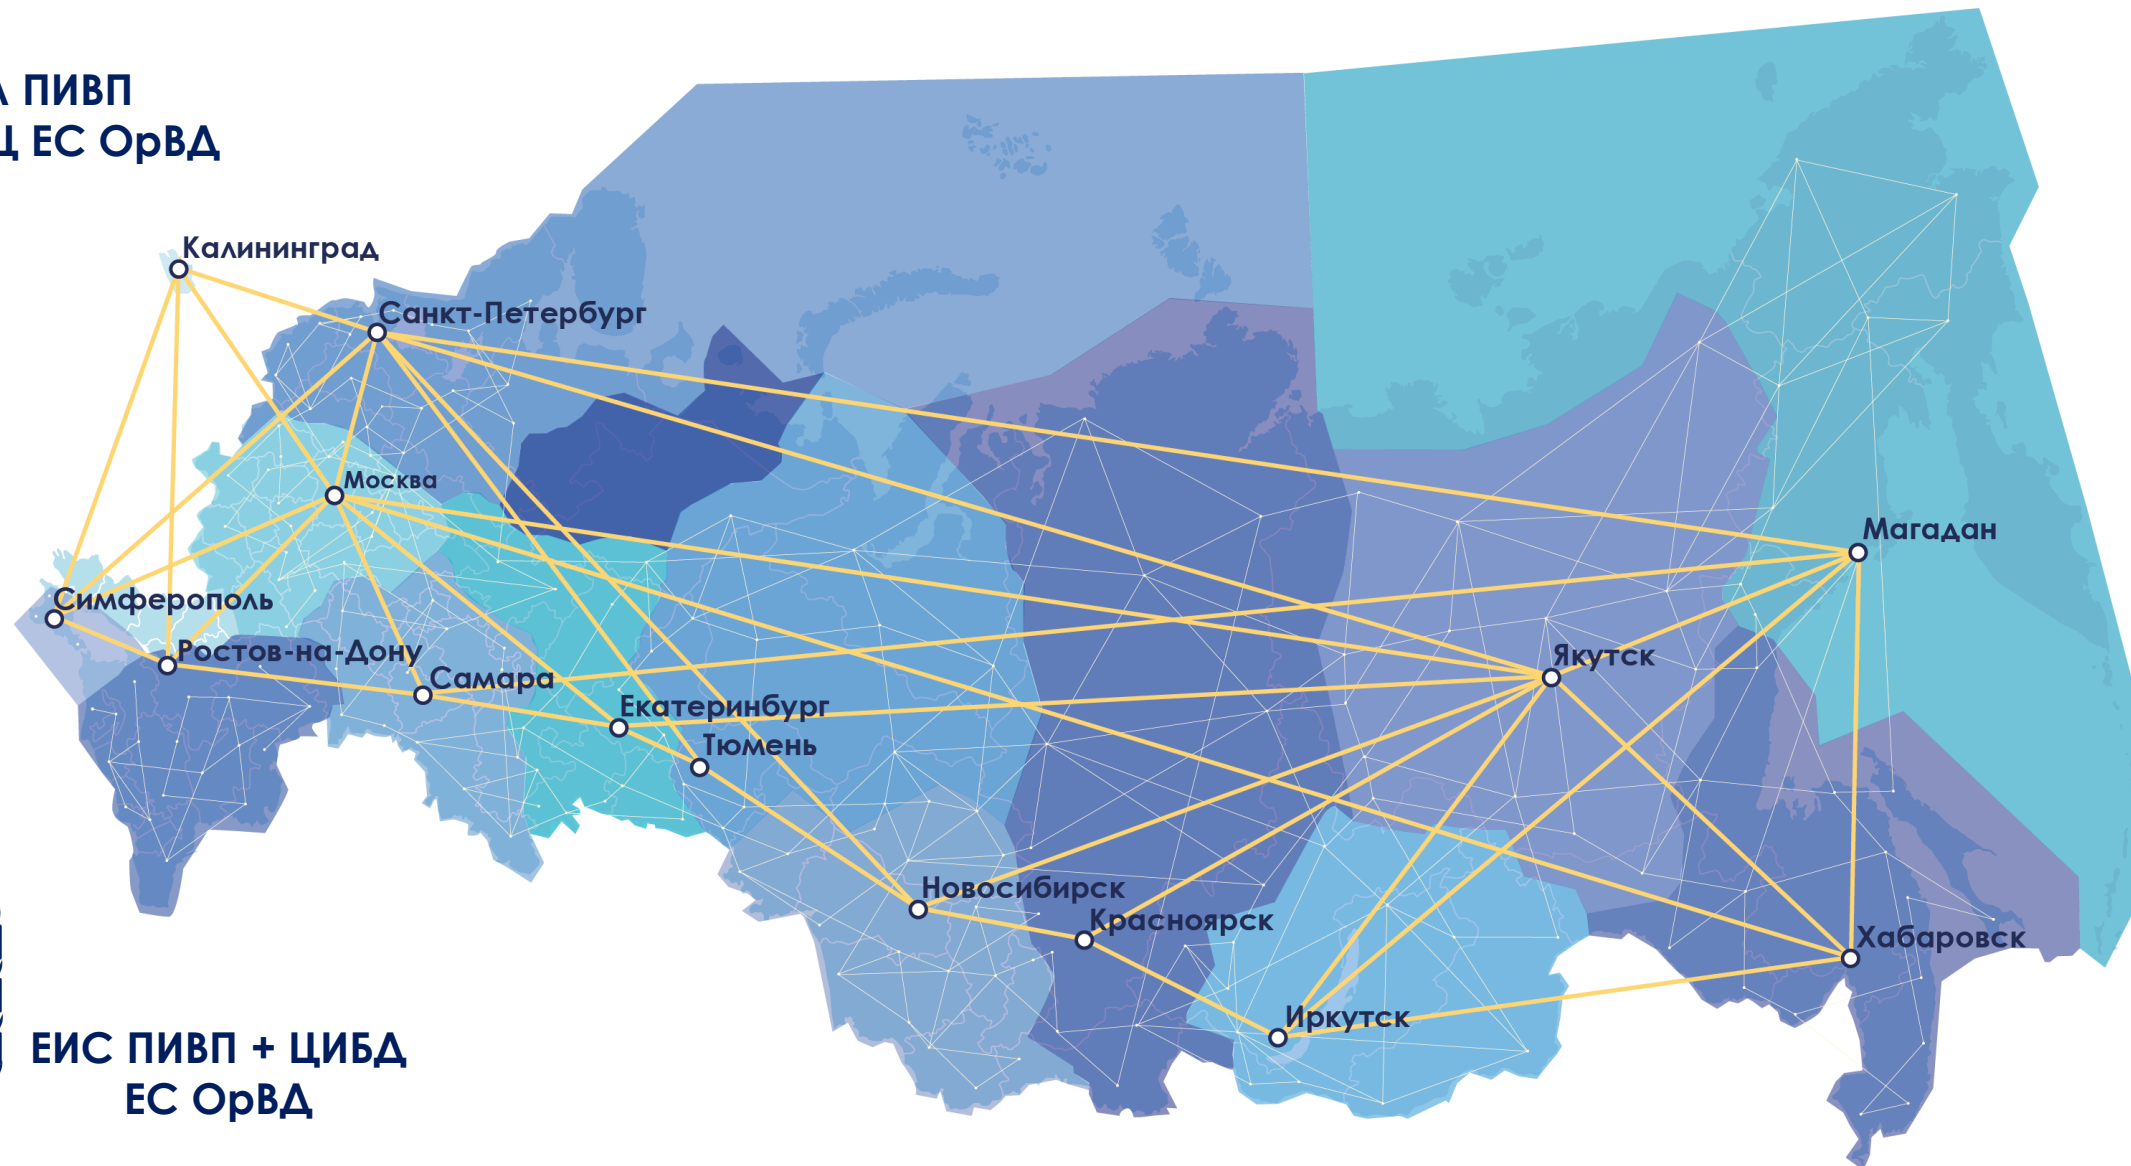 ПИВП
ЕС ОрВД
Калининград
Санкт-Петербург
Москва
Магадан
Симферополь
Ростов-на-Дону
Якутск
Самара
Екатеринбург
Тюмень
Новосибирск
Красноярск
Хабаровск
Иркутск
ЕИС ПИВП + ЦИБД
ЕС ОрВД